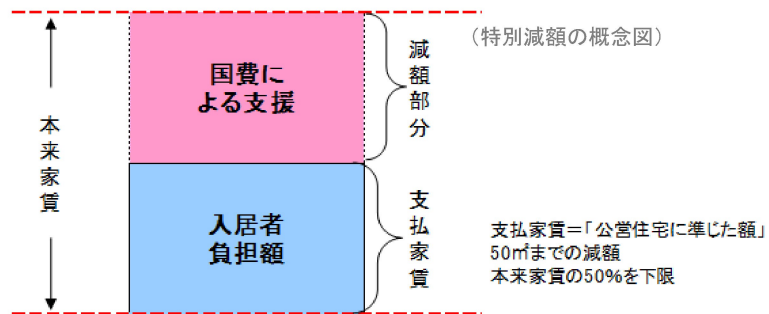 （特別減額の概念図）
本来家賃
国費に
よる支援
減額部分
入居者
負担額
支払家賃
支払家賃＝「公営住宅に準じた額」
50㎡までの減額
本来家賃の50％を下限